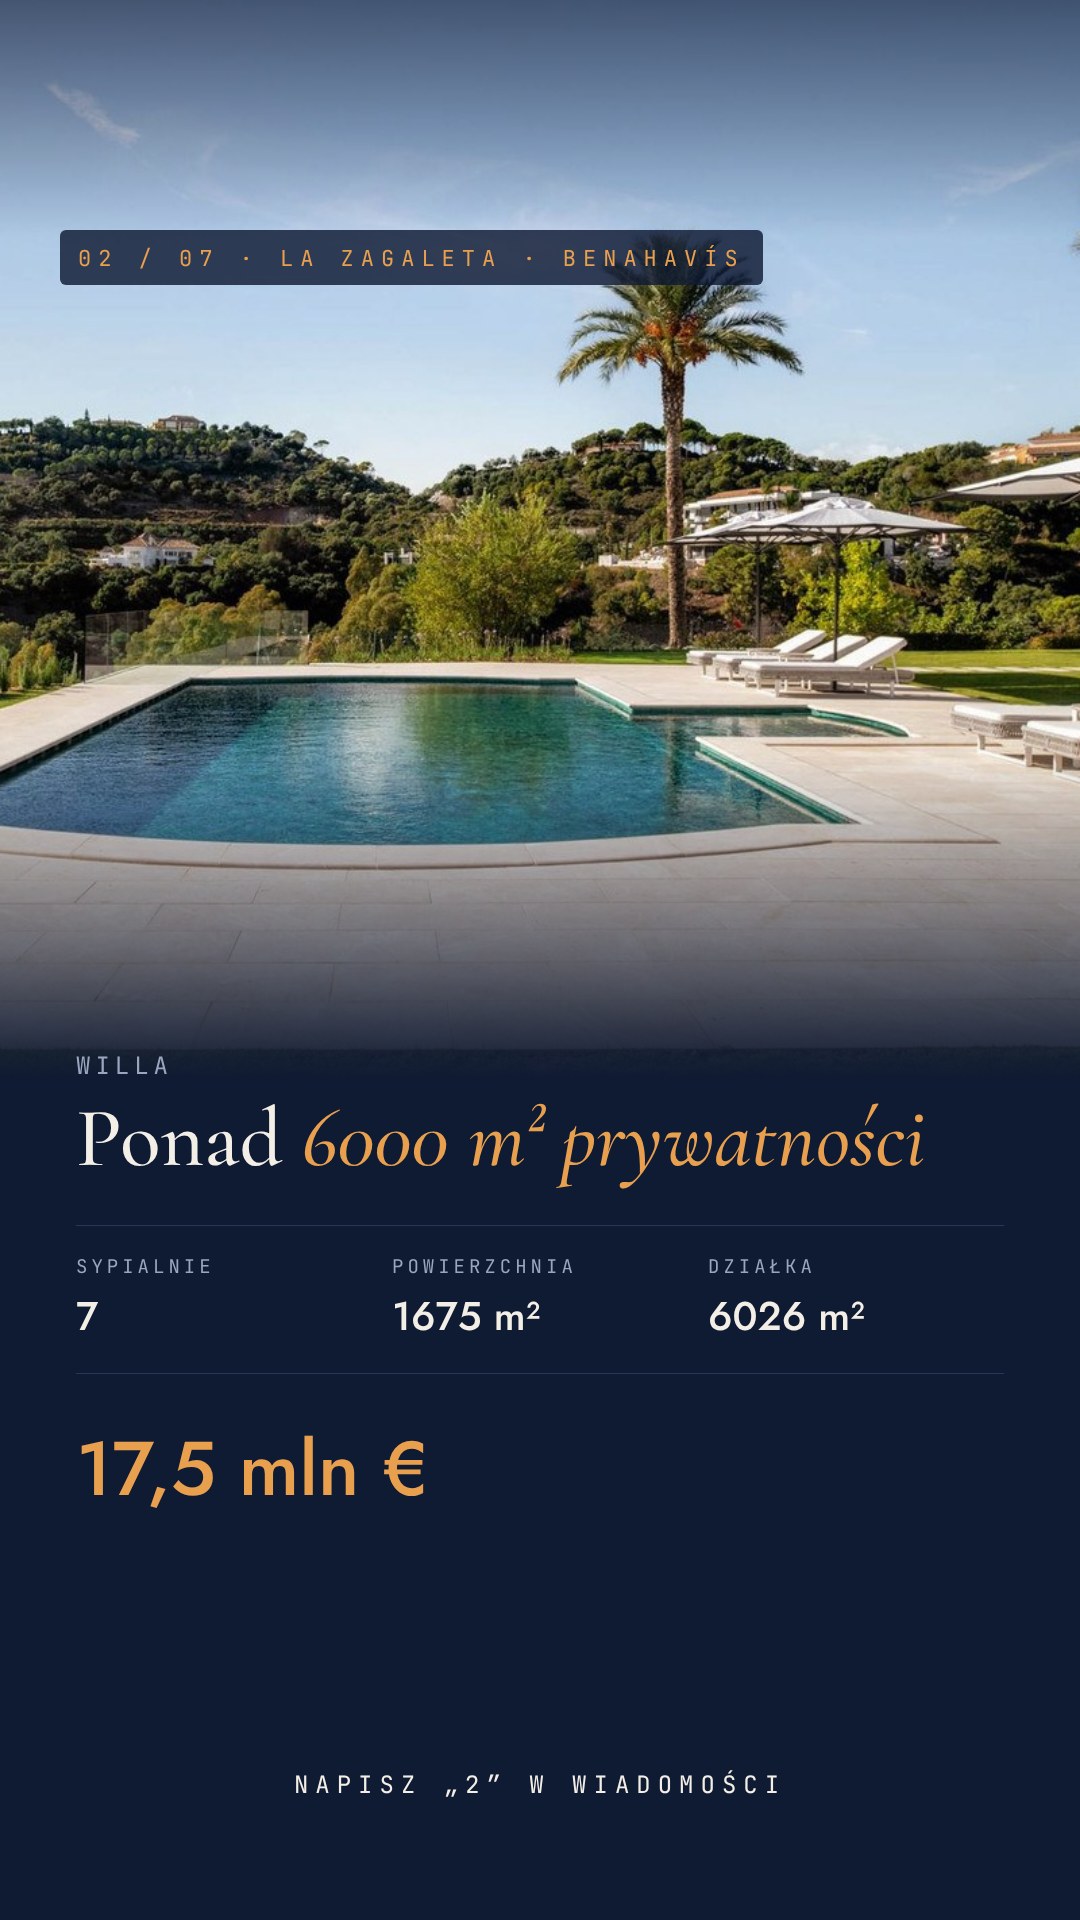 02 / 07 · LA ZAGALETA · BENAHAVÍS
WILLA
Ponad 6000 m² prywatności
SYPIALNIE
7
POWIERZCHNIA
1675 m²
DZIAŁKA
6026 m²
17,5 mln €
NAPISZ „2” W WIADOMOŚCI